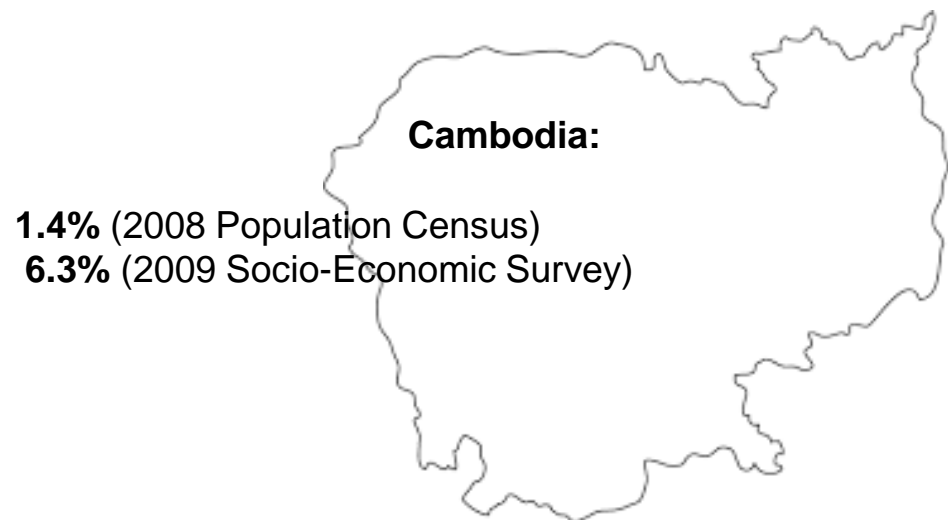 Cambodia:
1.4% (2008 Population Census)
6.3% (2009 Socio-Economic Survey)